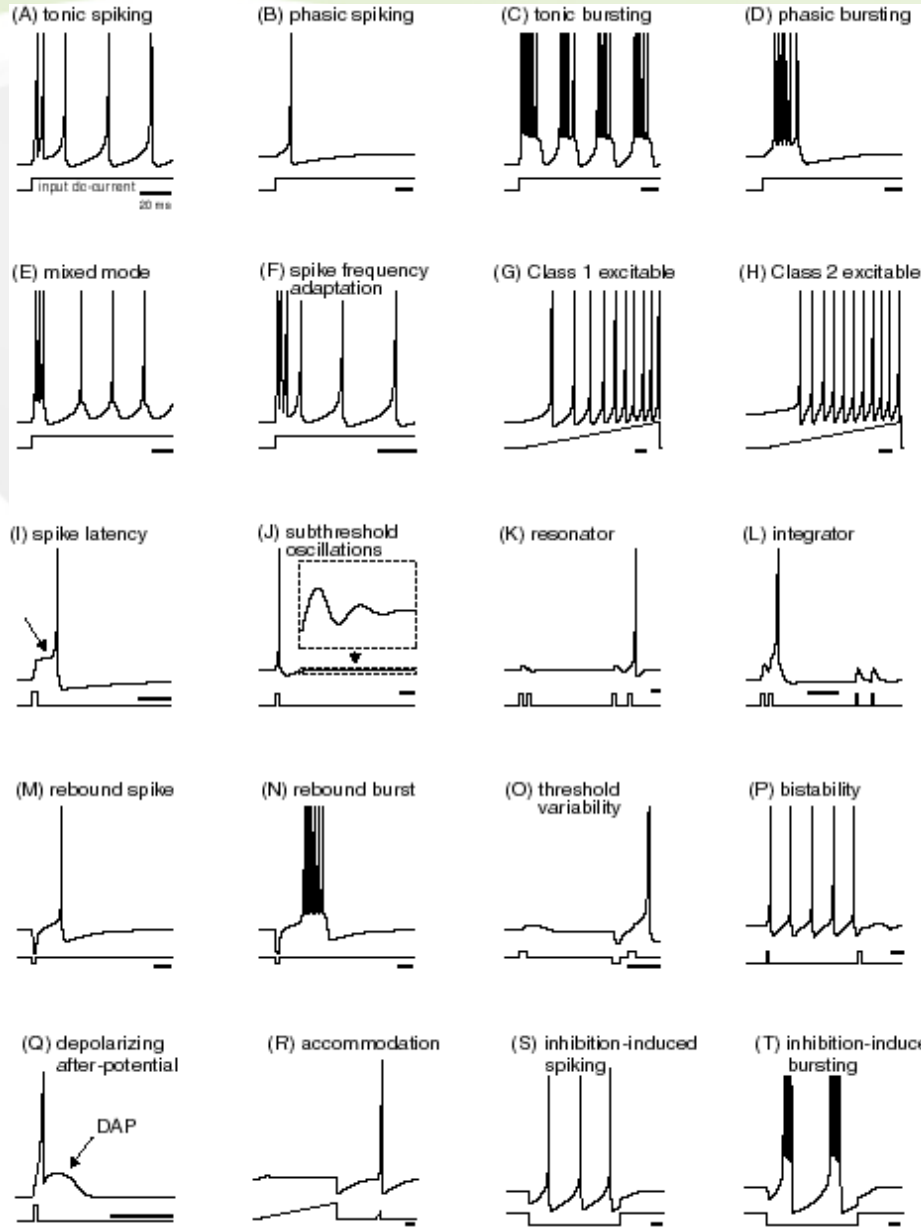 (A) tonic spiking
(B) phasic spiking
(C) tonic bursting
(D) phasic bursting
input dc-current
20 ms
(E) mixed mode
(F) spike frequency
adaptation
(G) Class 1 excitable
(H) Class 2 excitable
(I) spike latency
(J) subthreshold
oscillations
(K) resonator
(L) integrator
(M) rebound spike
(N) rebound burst
(O) threshold
variability
(P) bistability
(Q) depolarizing
after-potential
DAP
(R) accommodation
(S) inhibition-induced
spiking
(T) inhibition-induce
bursting